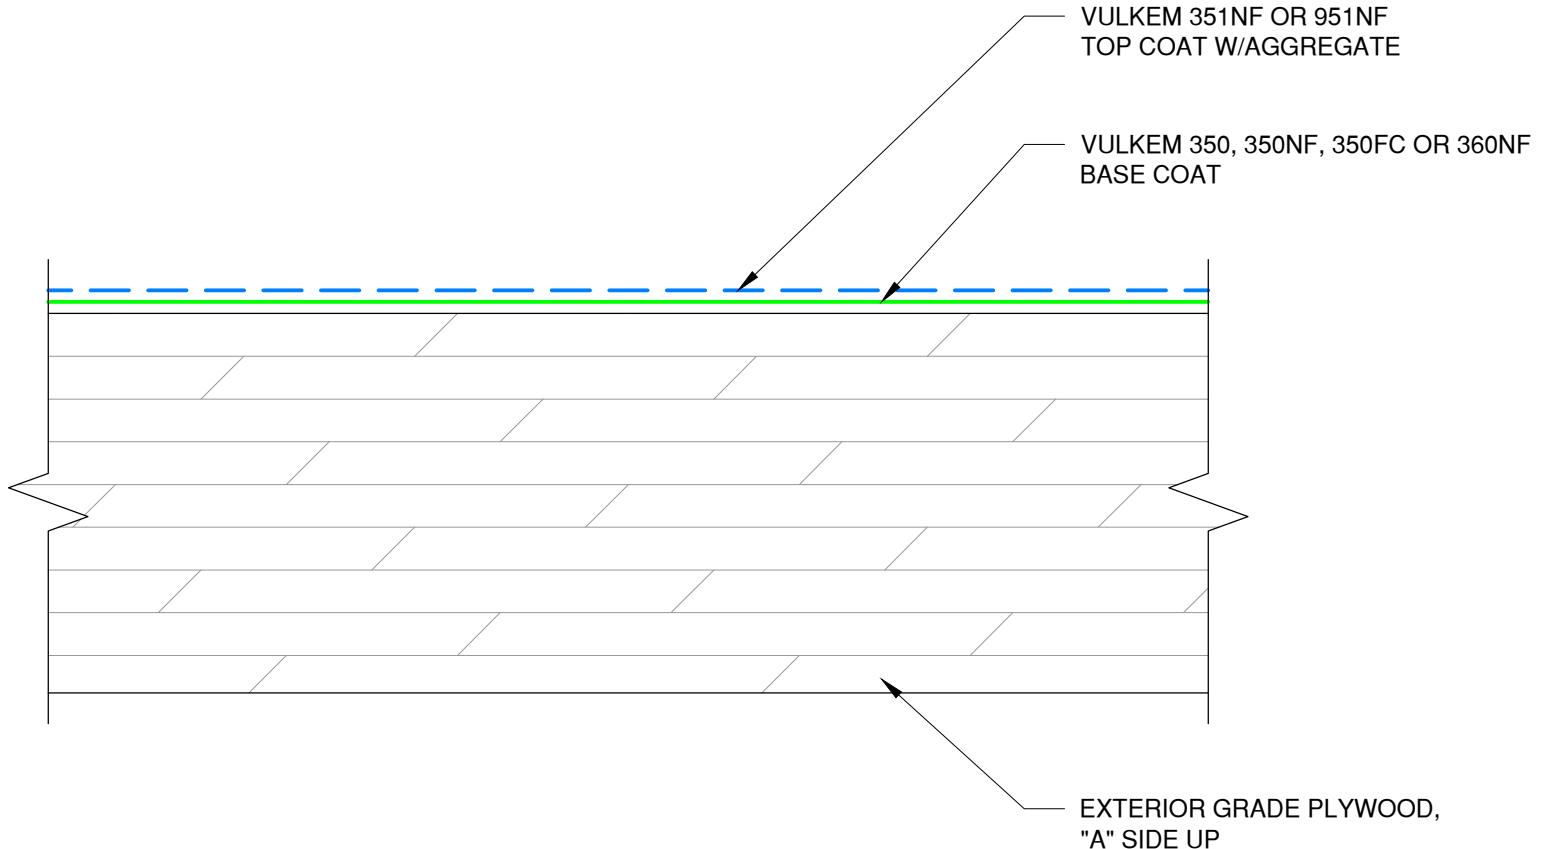 VULKEM 351NF OR 951NF
TOP COAT W/AGGREGATE
VULKEM 350, 350NF, 350FC OR 360NF
BASE COAT
EXTERIOR GRADE PLYWOOD,
"A" SIDE UP